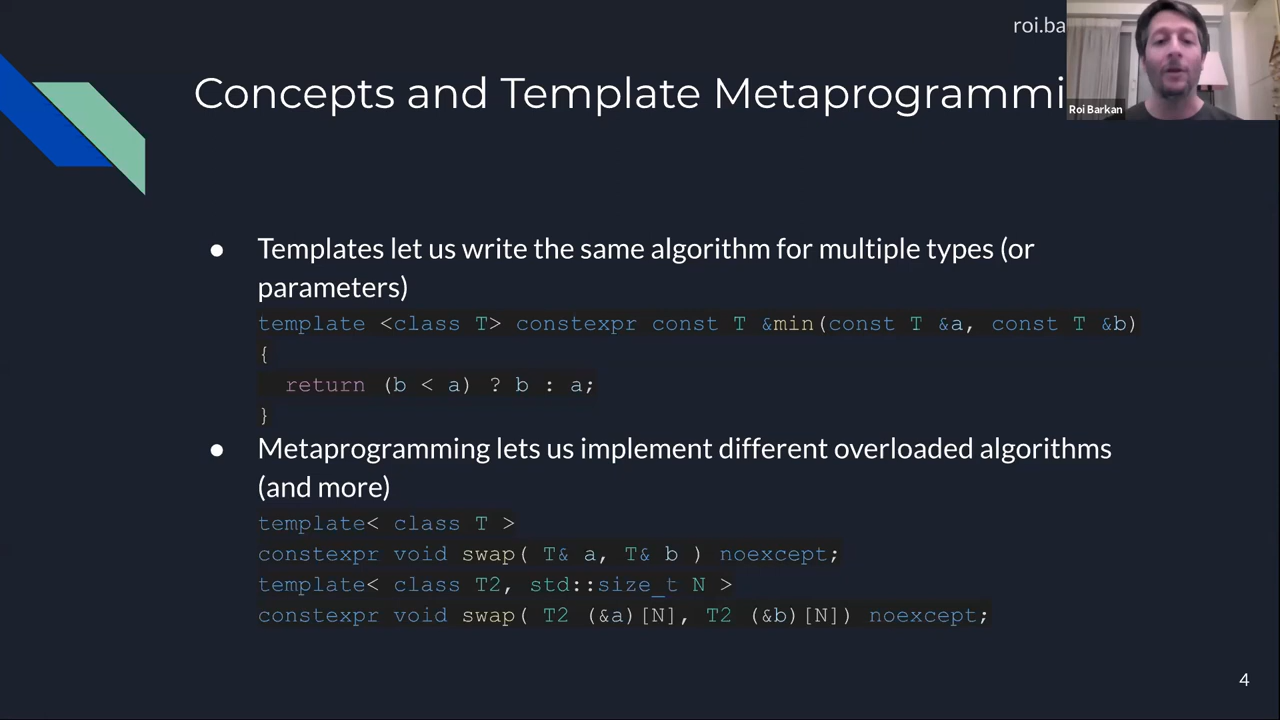 roi.ba
Concepts and Template Metaprogrammi
Roi Barkan
● Templates let us write the same algorithm for multiple types (or
parameters)
template <class T> constexpr const T &min(const T &a, const T &b)
{
return (b < a) ? b : a;
}
● Metaprogramming lets us implement different overloaded algorithms
(and more)
template< class T >
constexpr void swap( T& a, T& b ) noexcept;
template< class T2, std::size_t N >
constexpr void swap( T2 (&a)[N], T2 (&b)[N]) noexcept;
4